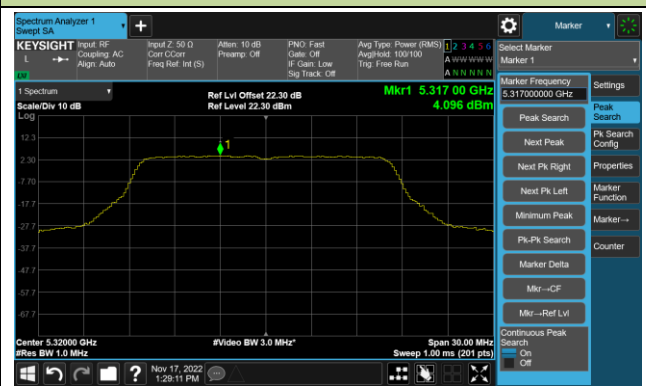 Spectrum Analyzer 1
Swept SA
Marker
KEYSIGHT
L
LXI
Input: RF
Coupling: AC
Align: Auto
Input Z: 50 Ω
Corr CCorr
Freq Ref: Int (S)
Atten: 10 dB
Preamp: Off
PNO: Fast
Gate: Off
IF Gain: Low
Sig Track: Off
Avg Type: Power (RMS)
Avg|Hold: 100/100
Trig: Free Run
1 2 3 4 5 6
A W W W W W
A N N N N N
Select Marker
Marker 1
1 Spectrum
Scale/Div 10 dB
Log
Ref Lvl Offset 22.30 dB
Ref Level 22.30 dBm
Mkr1 5.317 00 GHz
4.096 dBm
1
12.3
2.30
-7.70
-17.7
-27.7
-37.7
-47.7
-57.7
-67.7
Center 5.32000 GHz
#Res BW 1.0 MHz
#Video BW 3.0 MHz*
Span 30.00 MHz
Sweep 1.00 ms (201 pts)
Marker Frequency
5.317000000 GHz
Peak Search
Next Peak
Next Pk Right
Next Pk Left
Minimum Peak
Pk-Pk Search
Marker Delta
Mkr→CF
Mkr→Ref Lvl
Continuous Peak
Search
On
Off
Settings
Peak
Search
Pk Search
Config
Properties
Marker
Function
Marker→
Counter
Nov 17, 2022
1:29:11 PM